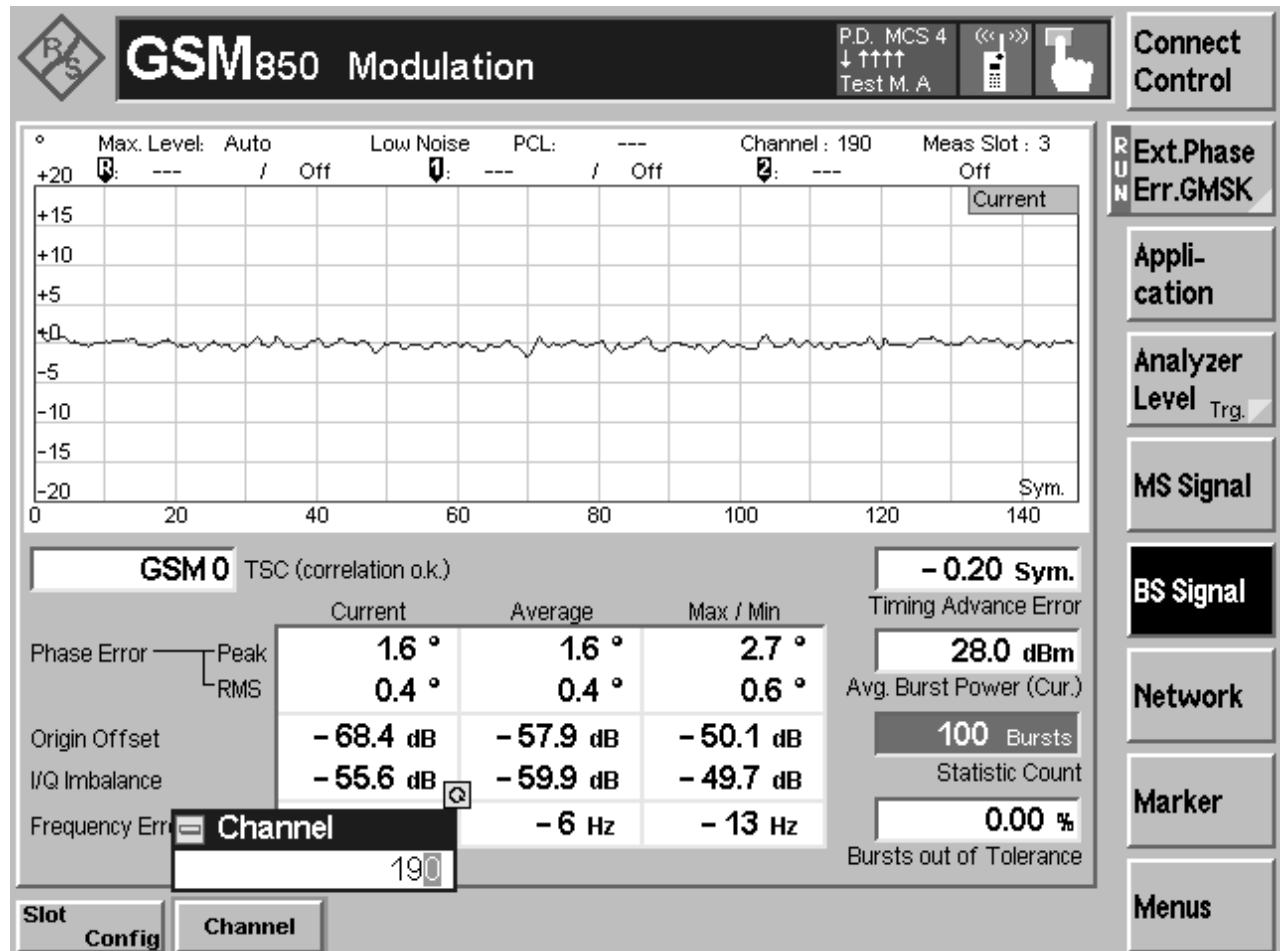 R S
GSM850 Modulation
P.D. MCS 4
↓ ↑↑↑↑
Test M. A
Connect
Control
° Max. Level: Auto Low Noise PCL: --- Channel : 190 Meas Slot : 3
R: --- / Off 1: --- / Off 2: --- Off
Current
+20
+15
+10
+5
±0
-5
-10
-15
-20
Sym.
0 20 40 60 80 100 120 140
RUN
Ext.Phase
Err.GMSK
Appli-
cation
Analyzer
Level Trg.
MS Signal
BS Signal
Network
Marker
Menus
GSM 0 TSC (correlation o.k.)
Current Average Max / Min
Phase Error Peak 1.6 ° 1.6 ° 2.7 °
RMS 0.4 ° 0.4 ° 0.6 °
Origin Offset – 68.4 dB – 57.9 dB – 50.1 dB
I/Q Imbalance – 55.6 dB – 59.9 dB – 49.7 dB
Frequency Err – 6 Hz – 13 Hz
– 0.20 Sym.
Timing Advance Error
28.0 dBm
Avg. Burst Power (Cur.)
100 Bursts
Statistic Count
0.00 %
Bursts out of Tolerance
Channel
190
Slot
Config
Channel